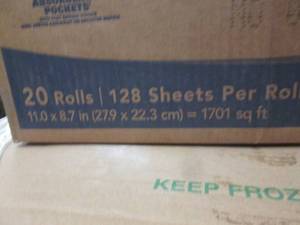 ABSORBENT
POCKETS
20 Rolls | 128 Sheets Per Roll
11.0 x 8.7 in (27.9 x 22.3 cm) = 1701 sq ft
KEEP FROZ